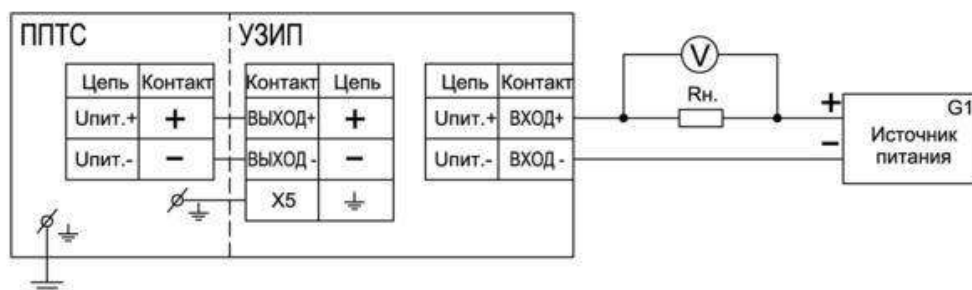 ППТС
УЗИП
Цепь Контакт
Uпит.+ +
Uпит.- –
Контакт Цепь
ВЫХОД+ +
ВЫХОД - –
X5
Цепь Контакт
Uпит.+ ВХОД+
Uпит.- ВХОД -
V
Rн.
+
–
G1
Источник
питания